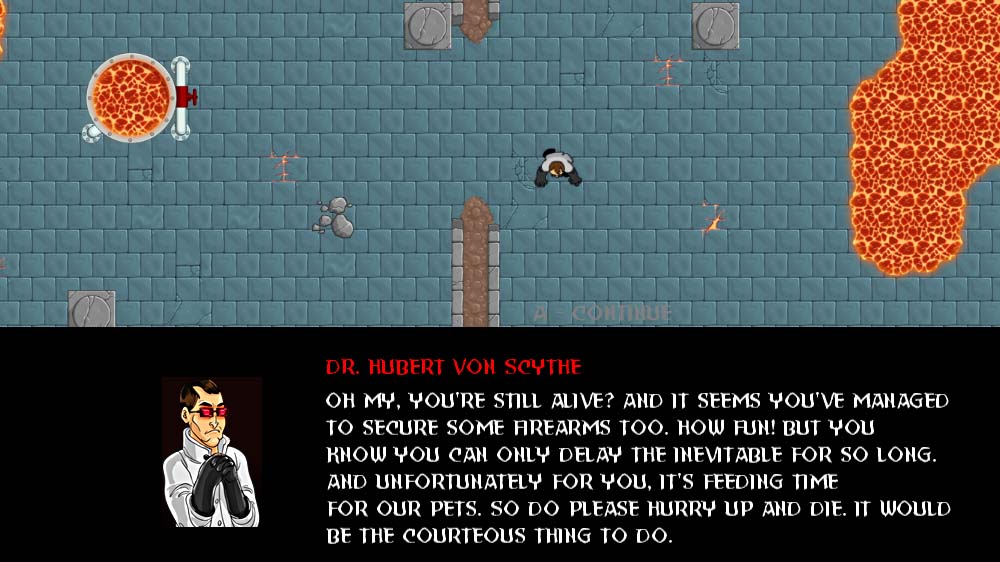 A - CONTINUE
DR. HUBERT VON SCYTHE
OH MY, YOU'RE STILL ALIVE? AND IT SEEMS YOU'VE MANAGED
TO SECURE SOME FIREARMS TOO. HOW FUN! BUT YOU
KNOW YOU CAN ONLY DELAY THE INEVITABLE FOR SO LONG.
AND UNFORTUNATELY FOR YOU, IT'S FEEDING TIME
FOR OUR PETS. SO DO PLEASE HURRY UP AND DIE. IT WOULD
BE THE COURTEOUS THING TO DO.